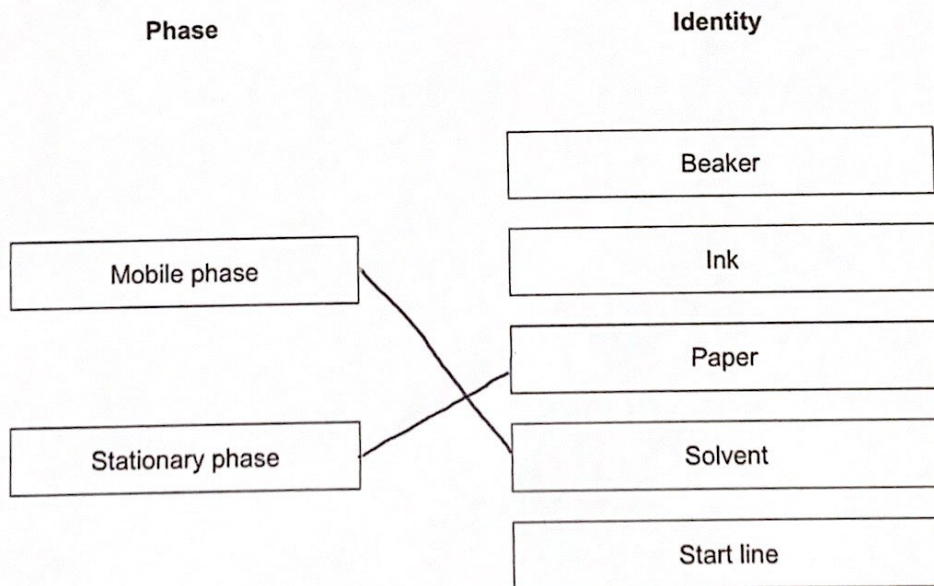 Phase
Identity
Beaker
Ink
Mobile phase
Paper
Stationary phase
Solvent
Start line